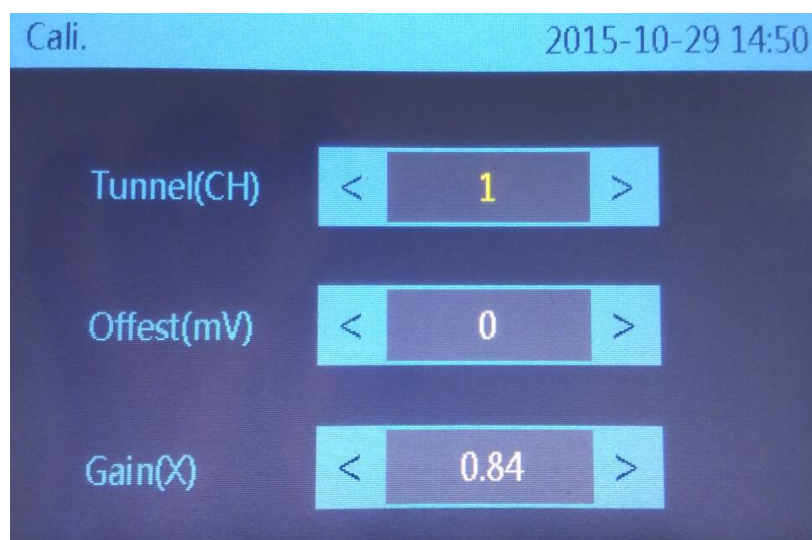 Cali. 2015-10-29 14:50
Tunnel(CH) < 1 >
Offest(mV) < 0 >
Gain(X) < 0.84 >